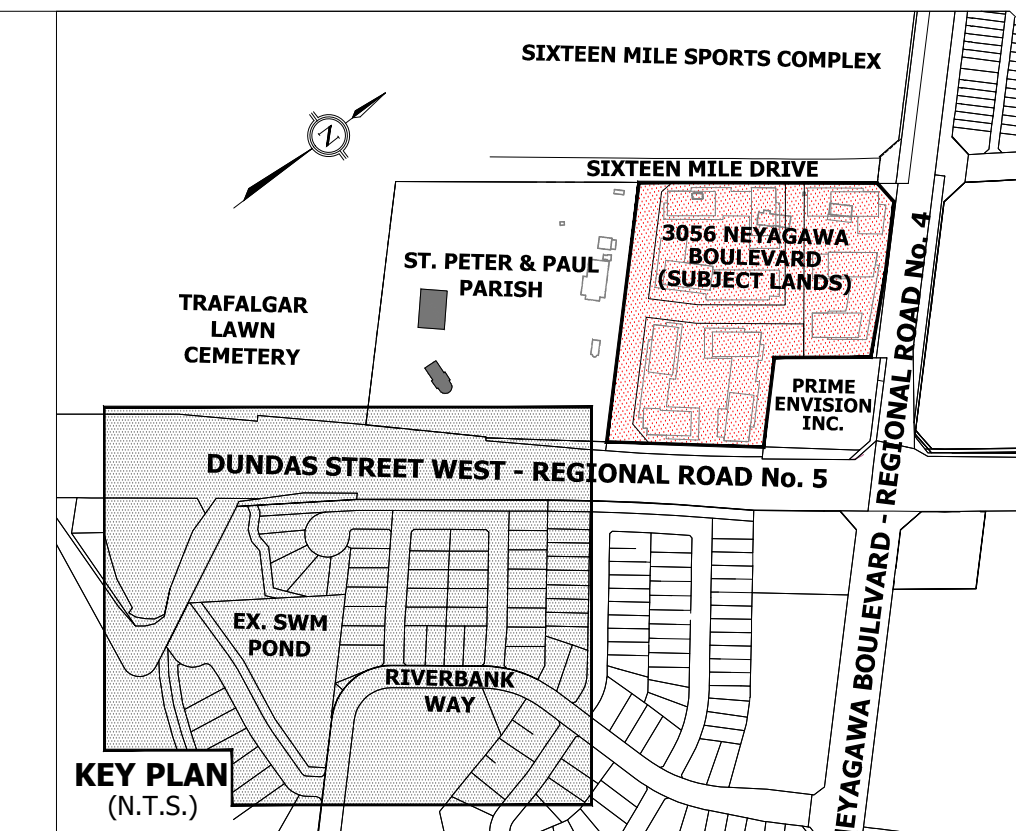 SIXTEEN MILE SPORTS COMPLEX
N
SIXTEEN MILE DRIVE
3056 NEYAGAWA
BOULEVARD
(SUBJECT LANDS)
ST. PETER & PAUL
PARISH
TRAFALGAR
LAWN
CEMETERY
PRIME
ENVISION
INC.
DUNDAS STREET WEST - REGIONAL ROAD No. 5
NEYAGAWA BOULEVARD - REGIONAL ROAD No. 4
EX. SWM
POND
RIVERBANK
WAY
KEY PLAN
(N.T.S.)